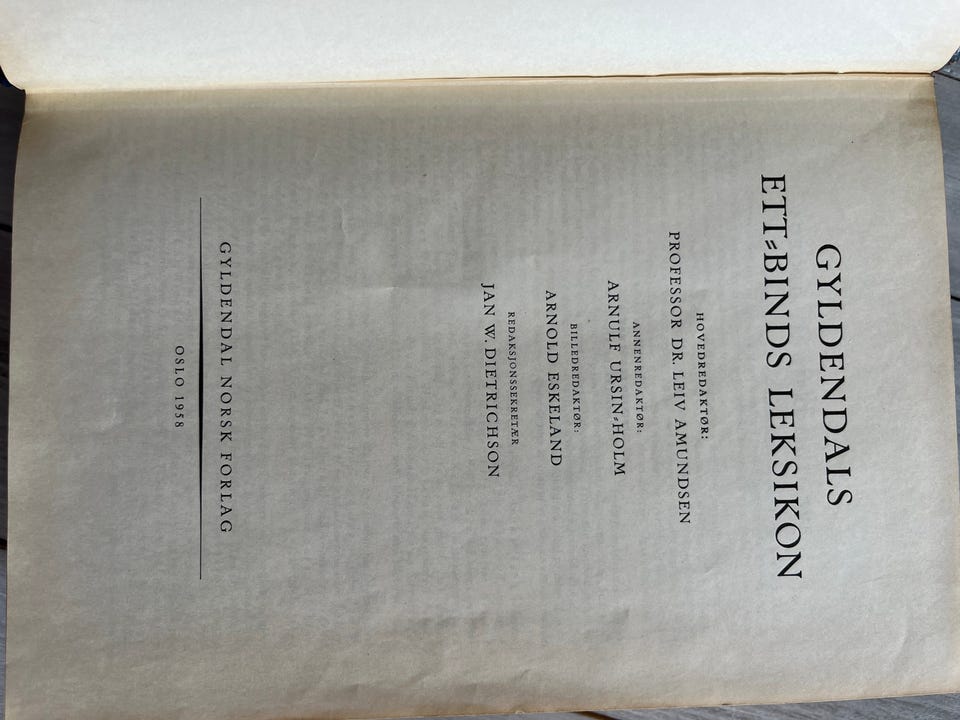 GYLDENDALS
ETT-BINDS LEKSIKON
HOVEDREDAKTØR:
PROFESSOR DR. LEIV AMUNDSEN
ANNENREDAKTØR:
ARNULF URSIN-HOLM
BILLEDREDAKTØR:
ARNOLD ESKELAND
REDAKSJONSSEKRETÆR
JAN W. DIETRICHSON
GYLDENDAL NORSK FORLAG
OSLO 1958